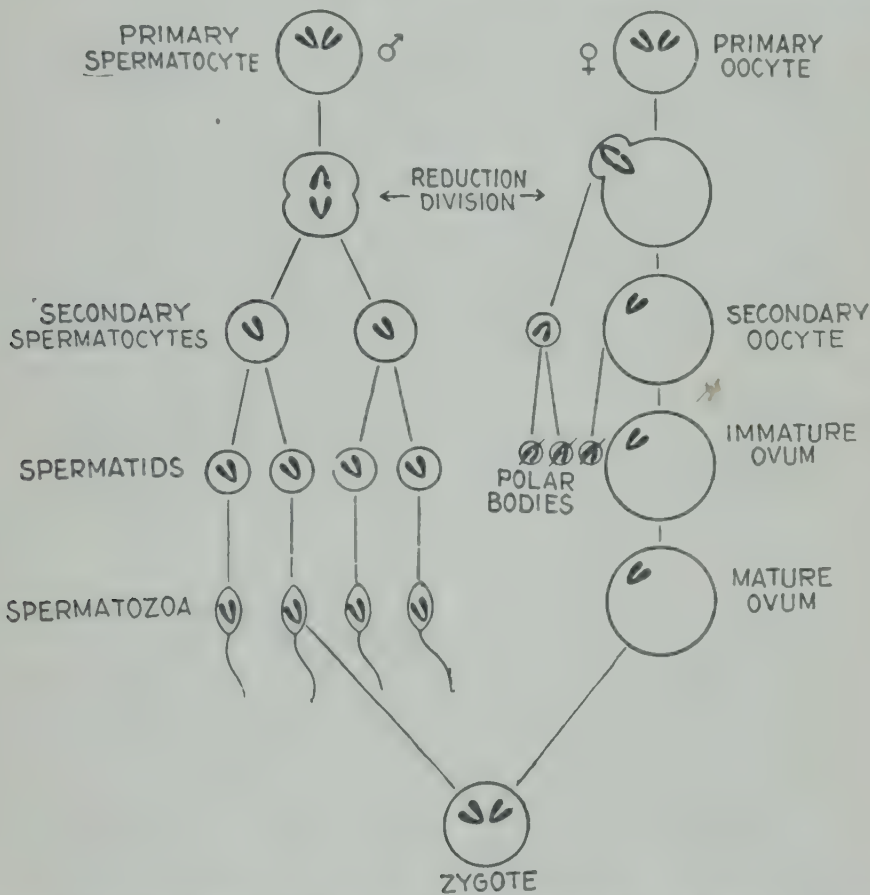 PRIMARY
SPERMATOCYTE
♂
♀
PRIMARY
OOCYTE
← REDUCTION →
DIVISION
SECONDARY
SPERMATOCYTES
SECONDARY
OOCYTE
SPERMATIDS
POLAR
BODIES
IMMATURE
OVUM
SPERMATOZOA
MATURE
OVUM
ZYGOTE